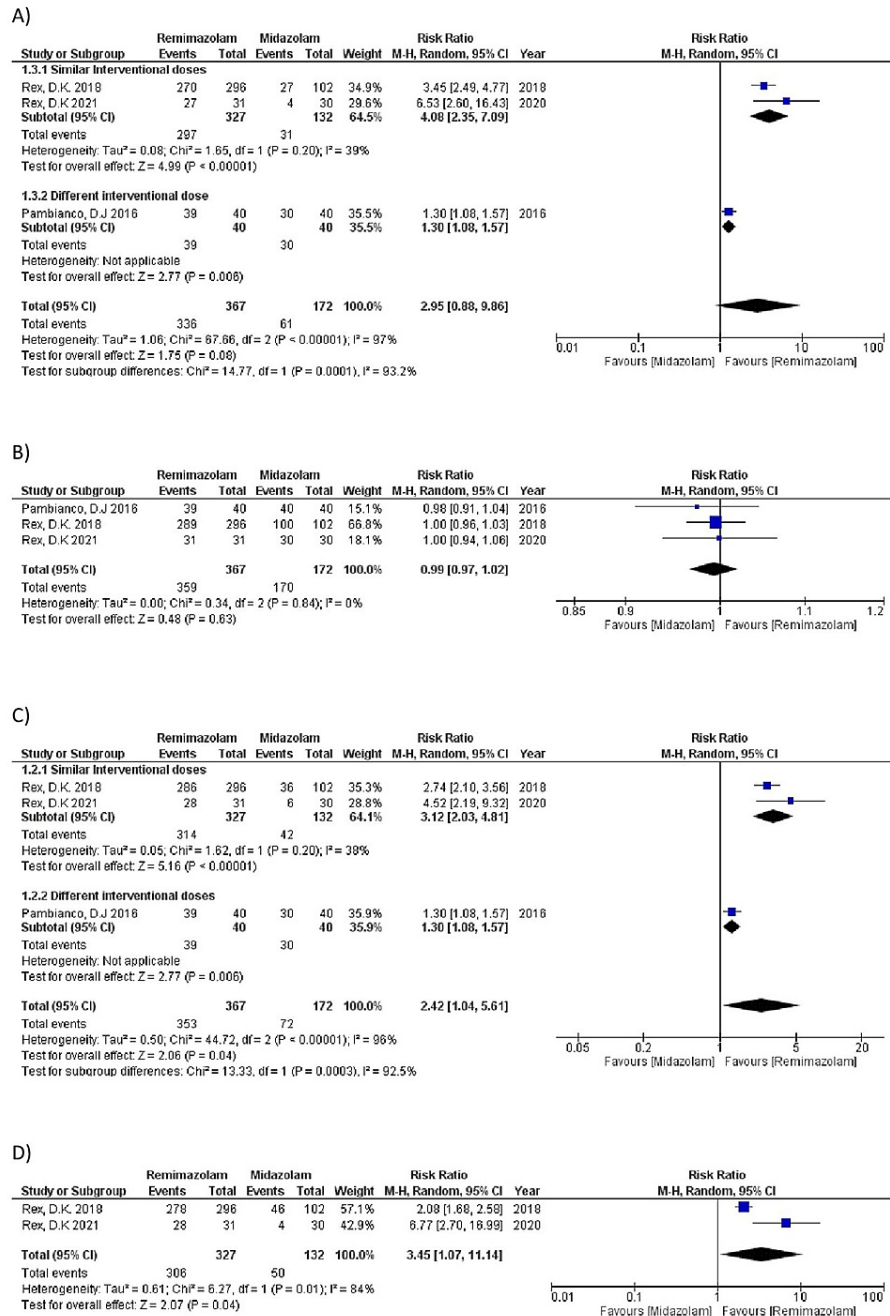 A)
Remimazolam Midazolam Risk Ratio Risk Ratio
Study or Subgroup Events Total Events Total Weight M-H, Random, 95% CI Year M-H, Random, 95% CI
1.3.1 Similar Interventional doses
Rex, D.K. 2018 270 296 27 102 34.9% 3.45 [2.49, 4.77] 2018
Rex, D.K 2021 27 31 4 30 29.6% 6.53 [2.60, 16.43] 2020
Subtotal (95% CI) 327 132 64.5% 4.08 [2.35, 7.09]
Total events 297 31
Heterogeneity: Tau² = 0.08; Chi² = 1.65, df = 1 (P = 0.20); I² = 39%
Test for overall effect: Z = 4.99 (P < 0.00001)
1.3.2 Different interventional dose
Pambianco, D.J 2016 39 40 30 40 35.5% 1.30 [1.08, 1.57] 2016
Subtotal (95% CI) 40 40 35.5% 1.30 [1.08, 1.57]
Total events 39 30
Heterogeneity: Not applicable
Test for overall effect: Z = 2.77 (P = 0.006)
Total (95% CI) 367 172 100.0% 2.95 [0.88, 9.86]
Total events 336 61
Heterogeneity: Tau² = 1.06; Chi² = 67.66, df = 2 (P < 0.00001); I² = 97%
Test for overall effect: Z = 1.75 (P = 0.08)
Test for subgroup differences: Chi² = 14.77, df = 1 (P = 0.0001), I² = 93.2%
0.01 0.1 1 10 100
Favours [Midazolam] Favours [Remimazolam]
B)
Remimazolam Midazolam Risk Ratio Risk Ratio
Study or Subgroup Events Total Events Total Weight M-H, Random, 95% CI Year M-H, Random, 95% CI
Pambianco, D.J 2016 39 40 40 40 15.1% 0.98 [0.91, 1.04] 2016
Rex, D.K. 2018 289 296 100 102 66.8% 1.00 [0.96, 1.03] 2018
Rex, D.K 2021 31 31 30 30 18.1% 1.00 [0.94, 1.06] 2020
Total (95% CI) 367 172 100.0% 0.99 [0.97, 1.02]
Total events 359 170
Heterogeneity: Tau² = 0.00; Chi² = 0.34, df = 2 (P = 0.84); I² = 0%
Test for overall effect: Z = 0.48 (P = 0.63)
0.85 0.9 1 1.1 1.2
Favours [Midazolam] Favours [Remimazolam]
C)
Remimazolam Midazolam Risk Ratio Risk Ratio
Study or Subgroup Events Total Events Total Weight M-H, Random, 95% CI Year M-H, Random, 95% CI
1.2.1 Similar Interventional doses
Rex, D.K. 2018 286 296 36 102 35.3% 2.74 [2.10, 3.56] 2018
Rex, D.K 2021 28 31 6 30 28.8% 4.52 [2.19, 9.32] 2020
Subtotal (95% CI) 327 132 64.1% 3.12 [2.03, 4.81]
Total events 314 42
Heterogeneity: Tau² = 0.05; Chi² = 1.62, df = 1 (P = 0.20); I² = 38%
Test for overall effect: Z = 5.16 (P < 0.00001)
1.2.2 Different interventional doses
Pambianco, D.J 2016 39 40 30 40 35.9% 1.30 [1.08, 1.57] 2016
Subtotal (95% CI) 40 40 35.9% 1.30 [1.08, 1.57]
Total events 39 30
Heterogeneity: Not applicable
Test for overall effect: Z = 2.77 (P = 0.006)
Total (95% CI) 367 172 100.0% 2.42 [1.04, 5.61]
Total events 353 72
Heterogeneity: Tau² = 0.50; Chi² = 44.72, df = 2 (P < 0.00001); I² = 96%
Test for overall effect: Z = 2.06 (P = 0.04)
Test for subgroup differences: Chi² = 13.33, df = 1 (P = 0.0003), I² = 92.5%
0.05 0.2 1 5 20
Favours [Midazolam] Favours [Remimazolam]
D)
Remimazolam Midazolam Risk Ratio Risk Ratio
Study or Subgroup Events Total Events Total Weight M-H, Random, 95% CI Year M-H, Random, 95% CI
Rex, D.K. 2018 278 296 46 102 57.1% 2.08 [1.68, 2.58] 2018
Rex, D.K 2021 28 31 4 30 42.9% 6.77 [2.70, 16.99] 2020
Total (95% CI) 327 132 100.0% 3.45 [1.07, 11.14]
Total events 306 50
Heterogeneity: Tau² = 0.61; Chi² = 6.27, df = 1 (P = 0.01); I² = 84%
Test for overall effect: Z = 2.07 (P = 0.04)
0.01 0.1 1 10 100
Favours [Midazolam] Favours [Remimazolam]